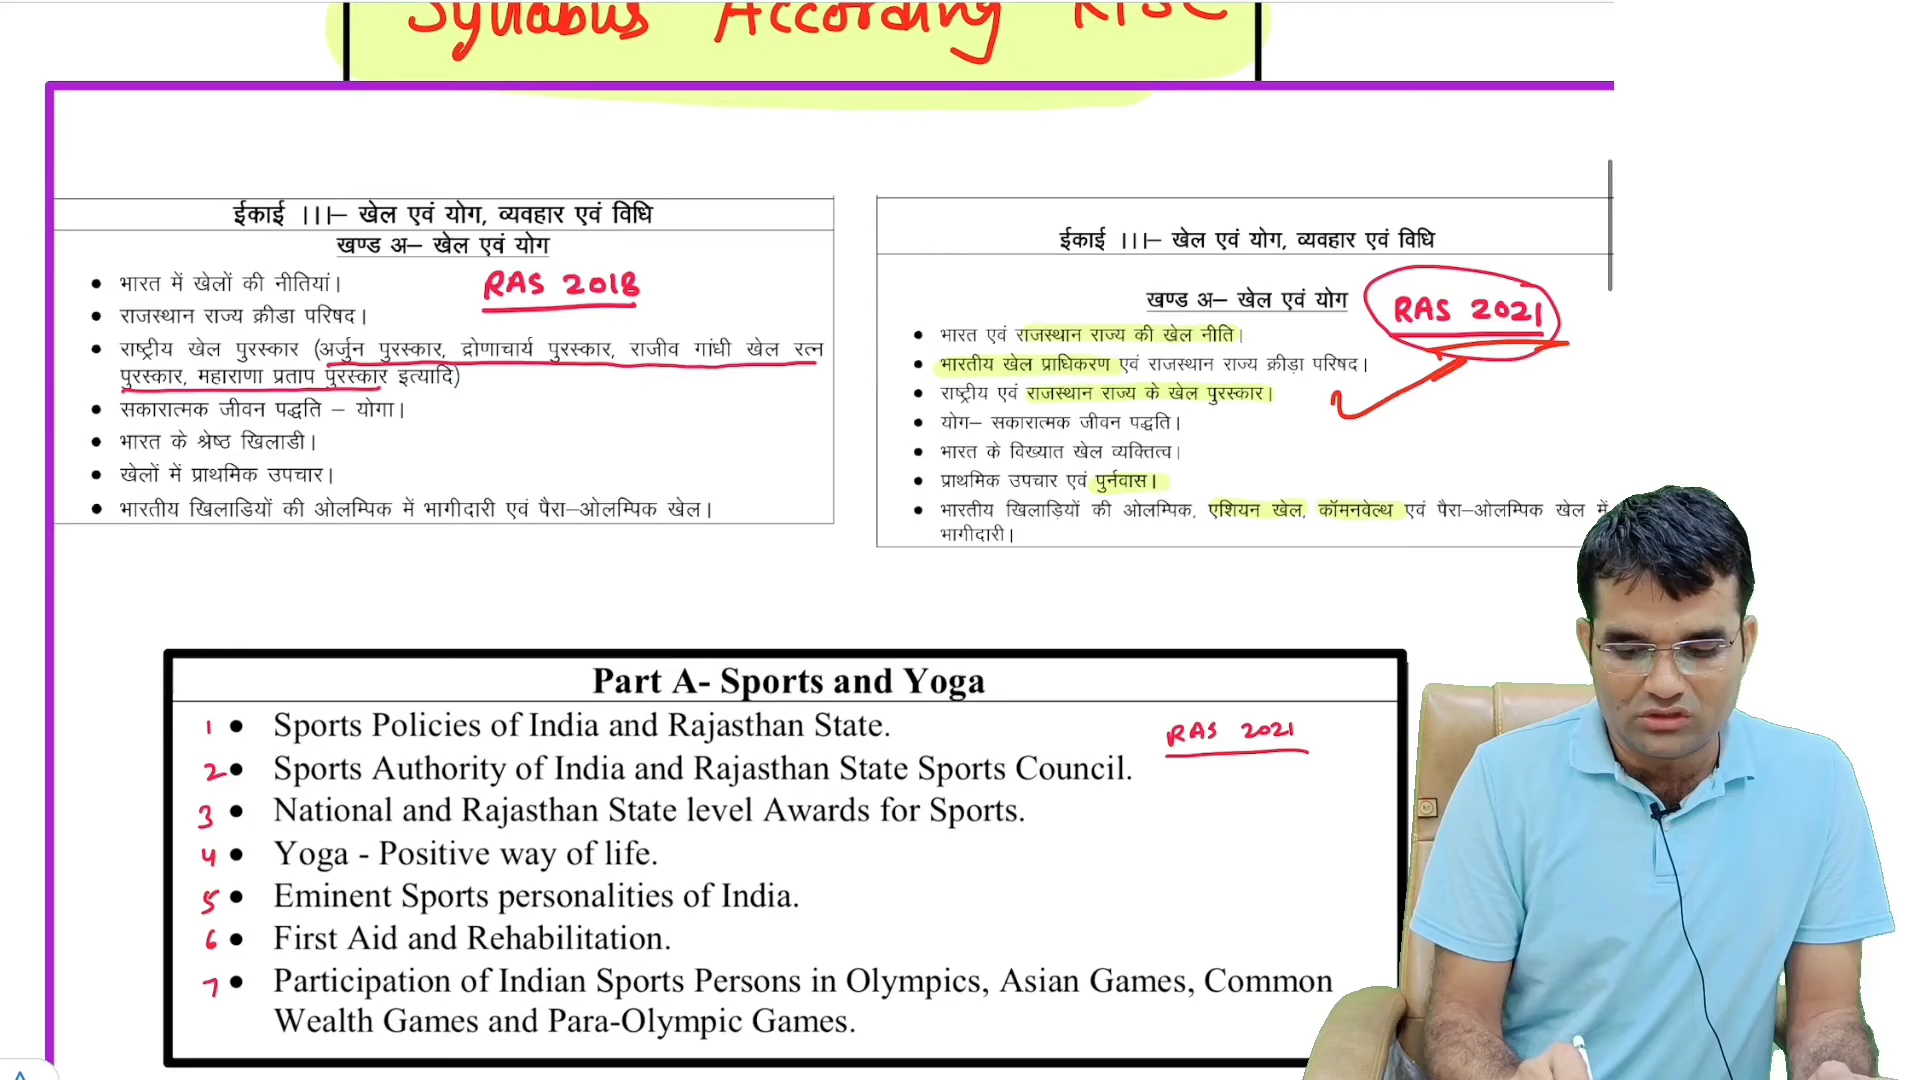 Syllabus According
ईकाई III– खेल एवं योग, व्यवहार एवं विधि
खण्ड अ– खेल एवं योग
• भारत में खेलों की नीतियां।
RAS 2018
• राजस्थान राज्य क्रीडा परिषद।
• राष्ट्रीय खेल पुरस्कार (अर्जुन पुरस्कार, द्रोणाचार्य पुरस्कार, राजीव गांधी खेल रत्न
पुरस्कार, महाराणा प्रताप पुरस्कार इत्यादि)
• सकारात्मक जीवन पद्धति – योगा।
• भारत के श्रेष्ठ खिलाडी।
• खेलों में प्राथमिक उपचार।
• भारतीय खिलाडियों की ओलम्पिक में भागीदारी एवं पैरा–ओलम्पिक खेल।
ईकाई III– खेल एवं योग, व्यवहार एवं विधि
खण्ड अ– खेल एवं योग
RAS 2021
• भारत एवं राजस्थान राज्य की खेल नीति।
• भारतीय खेल प्राधिकरण एवं राजस्थान राज्य क्रीड़ा परिषद।
• राष्ट्रीय एवं राजस्थान राज्य के खेल पुरस्कार।
• योग– सकारात्मक जीवन पद्धति।
• भारत के विख्यात खेल व्यक्तित्व।
• प्राथमिक उपचार एवं पुर्नवास।
• भारतीय खिलाड़ियों की ओलम्पिक, एशियन खेल, कॉमनवेल्थ एवं पैरा–ओलम्पिक खेल में
भागीदारी।
Part A- Sports and Yoga
1 • Sports Policies of India and Rajasthan State.
RAS 2021
2 • Sports Authority of India and Rajasthan State Sports Council.
3 • National and Rajasthan State level Awards for Sports.
4 • Yoga - Positive way of life.
5 • Eminent Sports personalities of India.
6 • First Aid and Rehabilitation.
7 • Participation of Indian Sports Persons in Olympics, Asian Games, Common
Wealth Games and Para-Olympic Games.